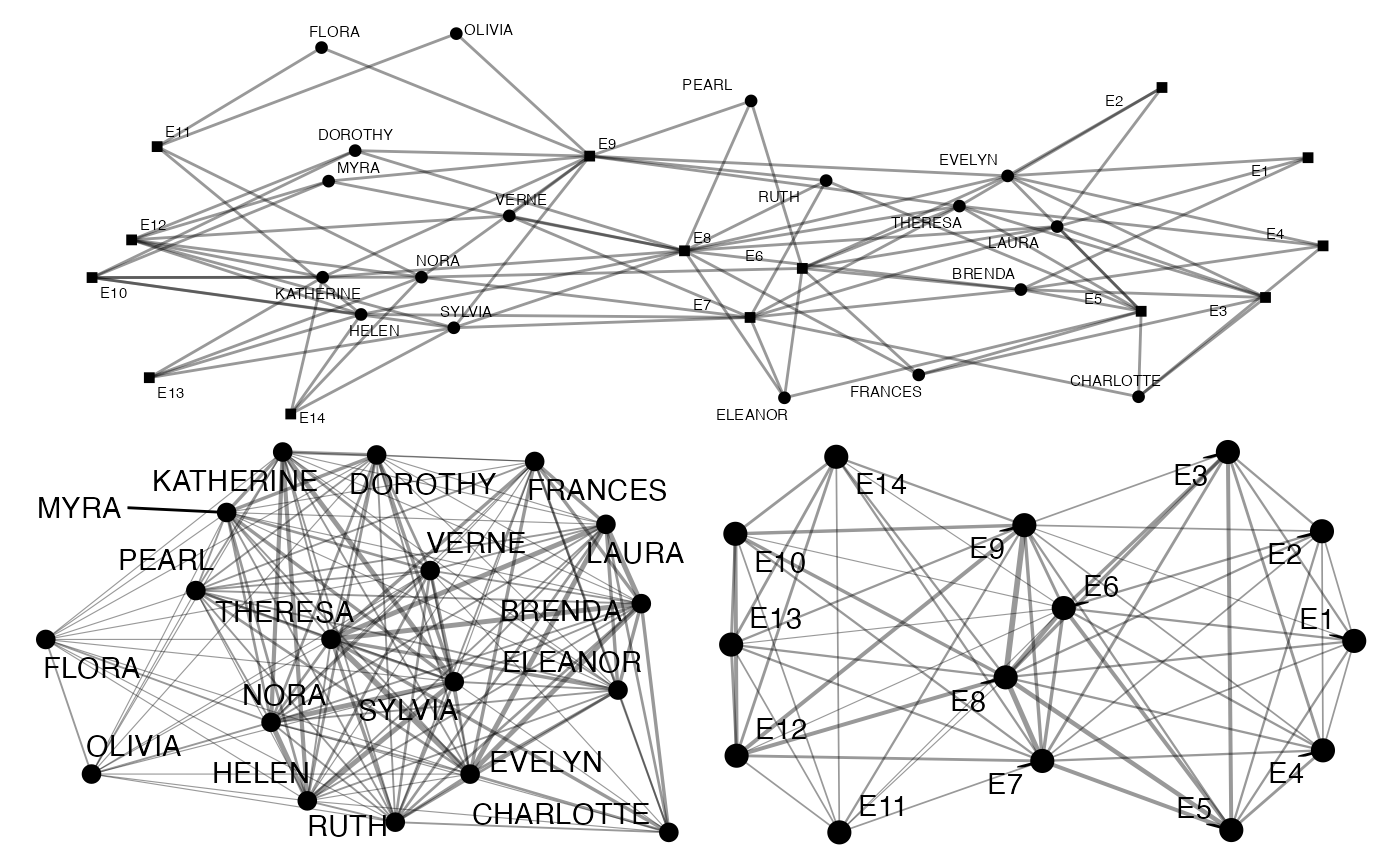 FLORA
OLIVIA
PEARL
E2
E11
DOROTHY
E9
MYRA
EVELYN
E1
VERNE
RUTH
THERESA
E12
E8
E6
LAURA
E4
NORA
BRENDA
E10
KATHERINE
E5
E7
E3
HELEN
SYLVIA
E13
E14
ELEANOR
FRANCES
CHARLOTTE
KATHERINE
DOROTHY
FRANCES
MYRA
VERNE
LAURA
PEARL
THERESA
BRENDA
FLORA
ELEANOR
NORA
SYLVIA
OLIVIA
HELEN
EVELYN
RUTH
CHARLOTTE
E14
E3
E9
E10
E2
E6
E13
E1
E8
E12
E7
E4
E11
E5